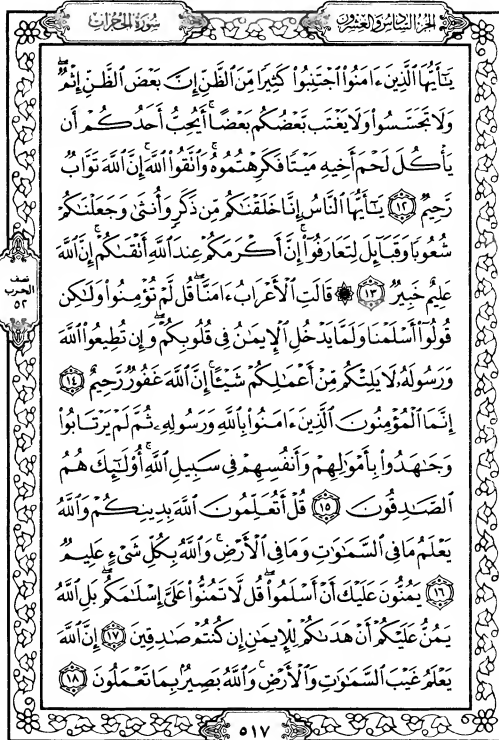 سُورَةُ الحُجُرَاتِ
الجزء السادس والعشرون
يَٰٓأَيُّهَا ٱلَّذِينَ ءَامَنُوا۟ ٱجْتَنِبُوا۟ كَثِيرًا مِّنَ ٱلظَّنِّ إِنَّ بَعْضَ ٱلظَّنِّ إِثْمٌ ۖ
وَلَا تَجَسَّسُوا۟ وَلَا يَغْتَب بَّعْضُكُم بَعْضًا ۚ أَيُحِبُّ أَحَدُكُمْ أَن
يَأْكُلَ لَحْمَ أَخِيهِ مَيْتًا فَكَرِهْتُمُوهُ ۚ وَٱتَّقُوا۟ ٱللَّهَ ۚ إِنَّ ٱللَّهَ تَوَّابٌ
رَّحِيمٌ ١٢ يَٰٓأَيُّهَا ٱلنَّاسُ إِنَّا خَلَقْنَٰكُم مِّن ذَكَرٍ وَأُنثَىٰ وَجَعَلْنَٰكُمْ
شُعُوبًا وَقَبَآئِلَ لِتَعَارَفُوٓا۟ ۚ إِنَّ أَكْرَمَكُمْ عِندَ ٱللَّهِ أَتْقَىٰكُمْ ۚ إِنَّ ٱللَّهَ
عَلِيمٌ خَبِيرٌ ١٣ ۞ قَالَتِ ٱلْأَعْرَابُ ءَامَنَّا ۖ قُل لَّمْ تُؤْمِنُوا۟ وَلَٰكِن
قُولُوٓا۟ أَسْلَمْنَا وَلَمَّا يَدْخُلِ ٱلْإِيمَٰنُ فِى قُلُوبِكُمْ ۖ وَإِن تُطِيعُوا۟ ٱللَّهَ
وَرَسُولَهُۥ لَا يَلِتْكُم مِّنْ أَعْمَٰلِكُمْ شَيْـًٔا ۚ إِنَّ ٱللَّهَ غَفُورٌ رَّحِيمٌ ١٤
إِنَّمَا ٱلْمُؤْمِنُونَ ٱلَّذِينَ ءَامَنُوا۟ بِٱللَّهِ وَرَسُولِهِۦ ثُمَّ لَمْ يَرْتَابُوا۟
وَجَٰهَدُوا۟ بِأَمْوَٰلِهِمْ وَأَنفُسِهِمْ فِى سَبِيلِ ٱللَّهِ ۚ أُو۟لَٰٓئِكَ هُمُ
ٱلصَّٰدِقُونَ ١٥ قُلْ أَتُعَلِّمُونَ ٱللَّهَ بِدِينِكُمْ وَٱللَّهُ
يَعْلَمُ مَا فِى ٱلسَّمَٰوَٰتِ وَمَا فِى ٱلْأَرْضِ ۚ وَٱللَّهُ بِكُلِّ شَىْءٍ عَلِيمٌ
١٦ يَمُنُّونَ عَلَيْكَ أَنْ أَسْلَمُوا۟ ۖ قُل لَّا تَمُنُّوا۟ عَلَىَّ إِسْلَٰمَكُم ۖ بَلِ ٱللَّهُ
يَمُنُّ عَلَيْكُمْ أَنْ هَدَىٰكُمْ لِلْإِيمَٰنِ إِن كُنتُمْ صَٰدِقِينَ ١٧ إِنَّ ٱللَّهَ
يَعْلَمُ غَيْبَ ٱلسَّمَٰوَٰتِ وَٱلْأَرْضِ ۚ وَٱللَّهُ بَصِيرٌۢ بِمَا تَعْمَلُونَ ١٨
نصف
الحزب
٥٢
٥١٧